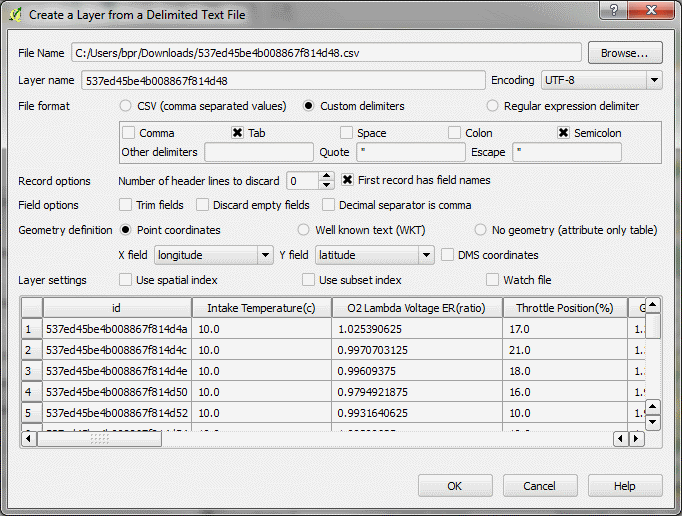 Create a Layer from a Delimited Text File
File Name C:/Users/bpr/Downloads/537ed45be4b008867f814d48.csv Browse...
Layer name 537ed45be4b008867f814d48 Encoding UTF-8
File format CSV (comma separated values) Custom delimiters Regular expression delimiter
Comma Tab Space Colon Semicolon
Other delimiters Quote " Escape "
Record options Number of header lines to discard 0 First record has field names
Field options Trim fields Discard empty fields Decimal separator is comma
Geometry definition Point coordinates Well known text (WKT) No geometry (attribute only table)
X field longitude Y field latitude DMS coordinates
Layer settings Use spatial index Use subset index Watch file
id Intake Temperature(c) O2 Lambda Voltage ER(ratio) Throttle Position(%)
1 537ed45be4b008867f814d4a 10.0 1.025390625 17.0
2 537ed45be4b008867f814d4c 10.0 0.9970703125 21.0
3 537ed45be4b008867f814d4e 10.0 0.99609375 18.0
4 537ed45be4b008867f814d50 10.0 0.9794921875 16.0
5 537ed45be4b008867f814d52 10.0 0.9931640625 10.0
OK Cancel Help